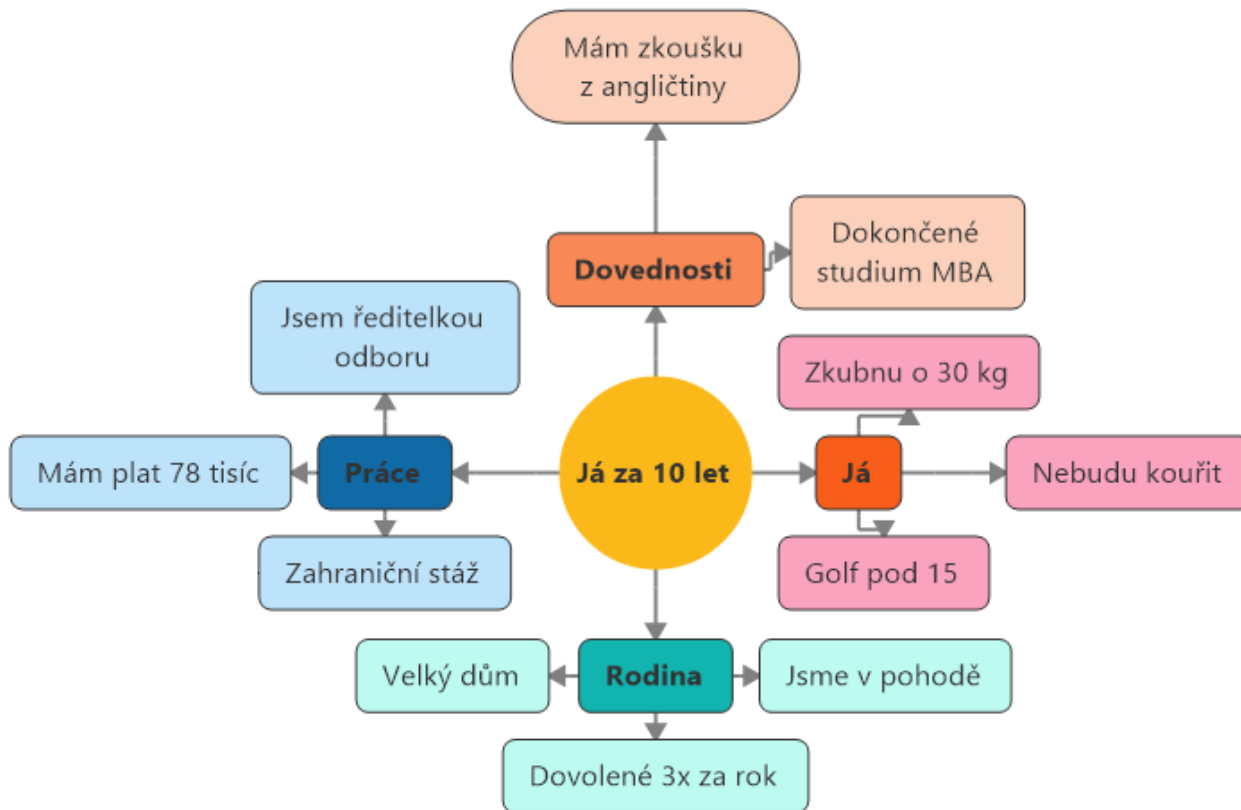 Mám zkoušku
z angličtiny
Dovednosti
Dokončené
studium MBA
Jsem ředitelkou
odboru
Zkubnu o 30 kg
Mám plat 78 tisíc
Práce
Já za 10 let
Já
Nebudu kouřit
Zahraniční stáž
Golf pod 15
Velký dům
Rodina
Jsme v pohodě
Dovolené 3x za rok